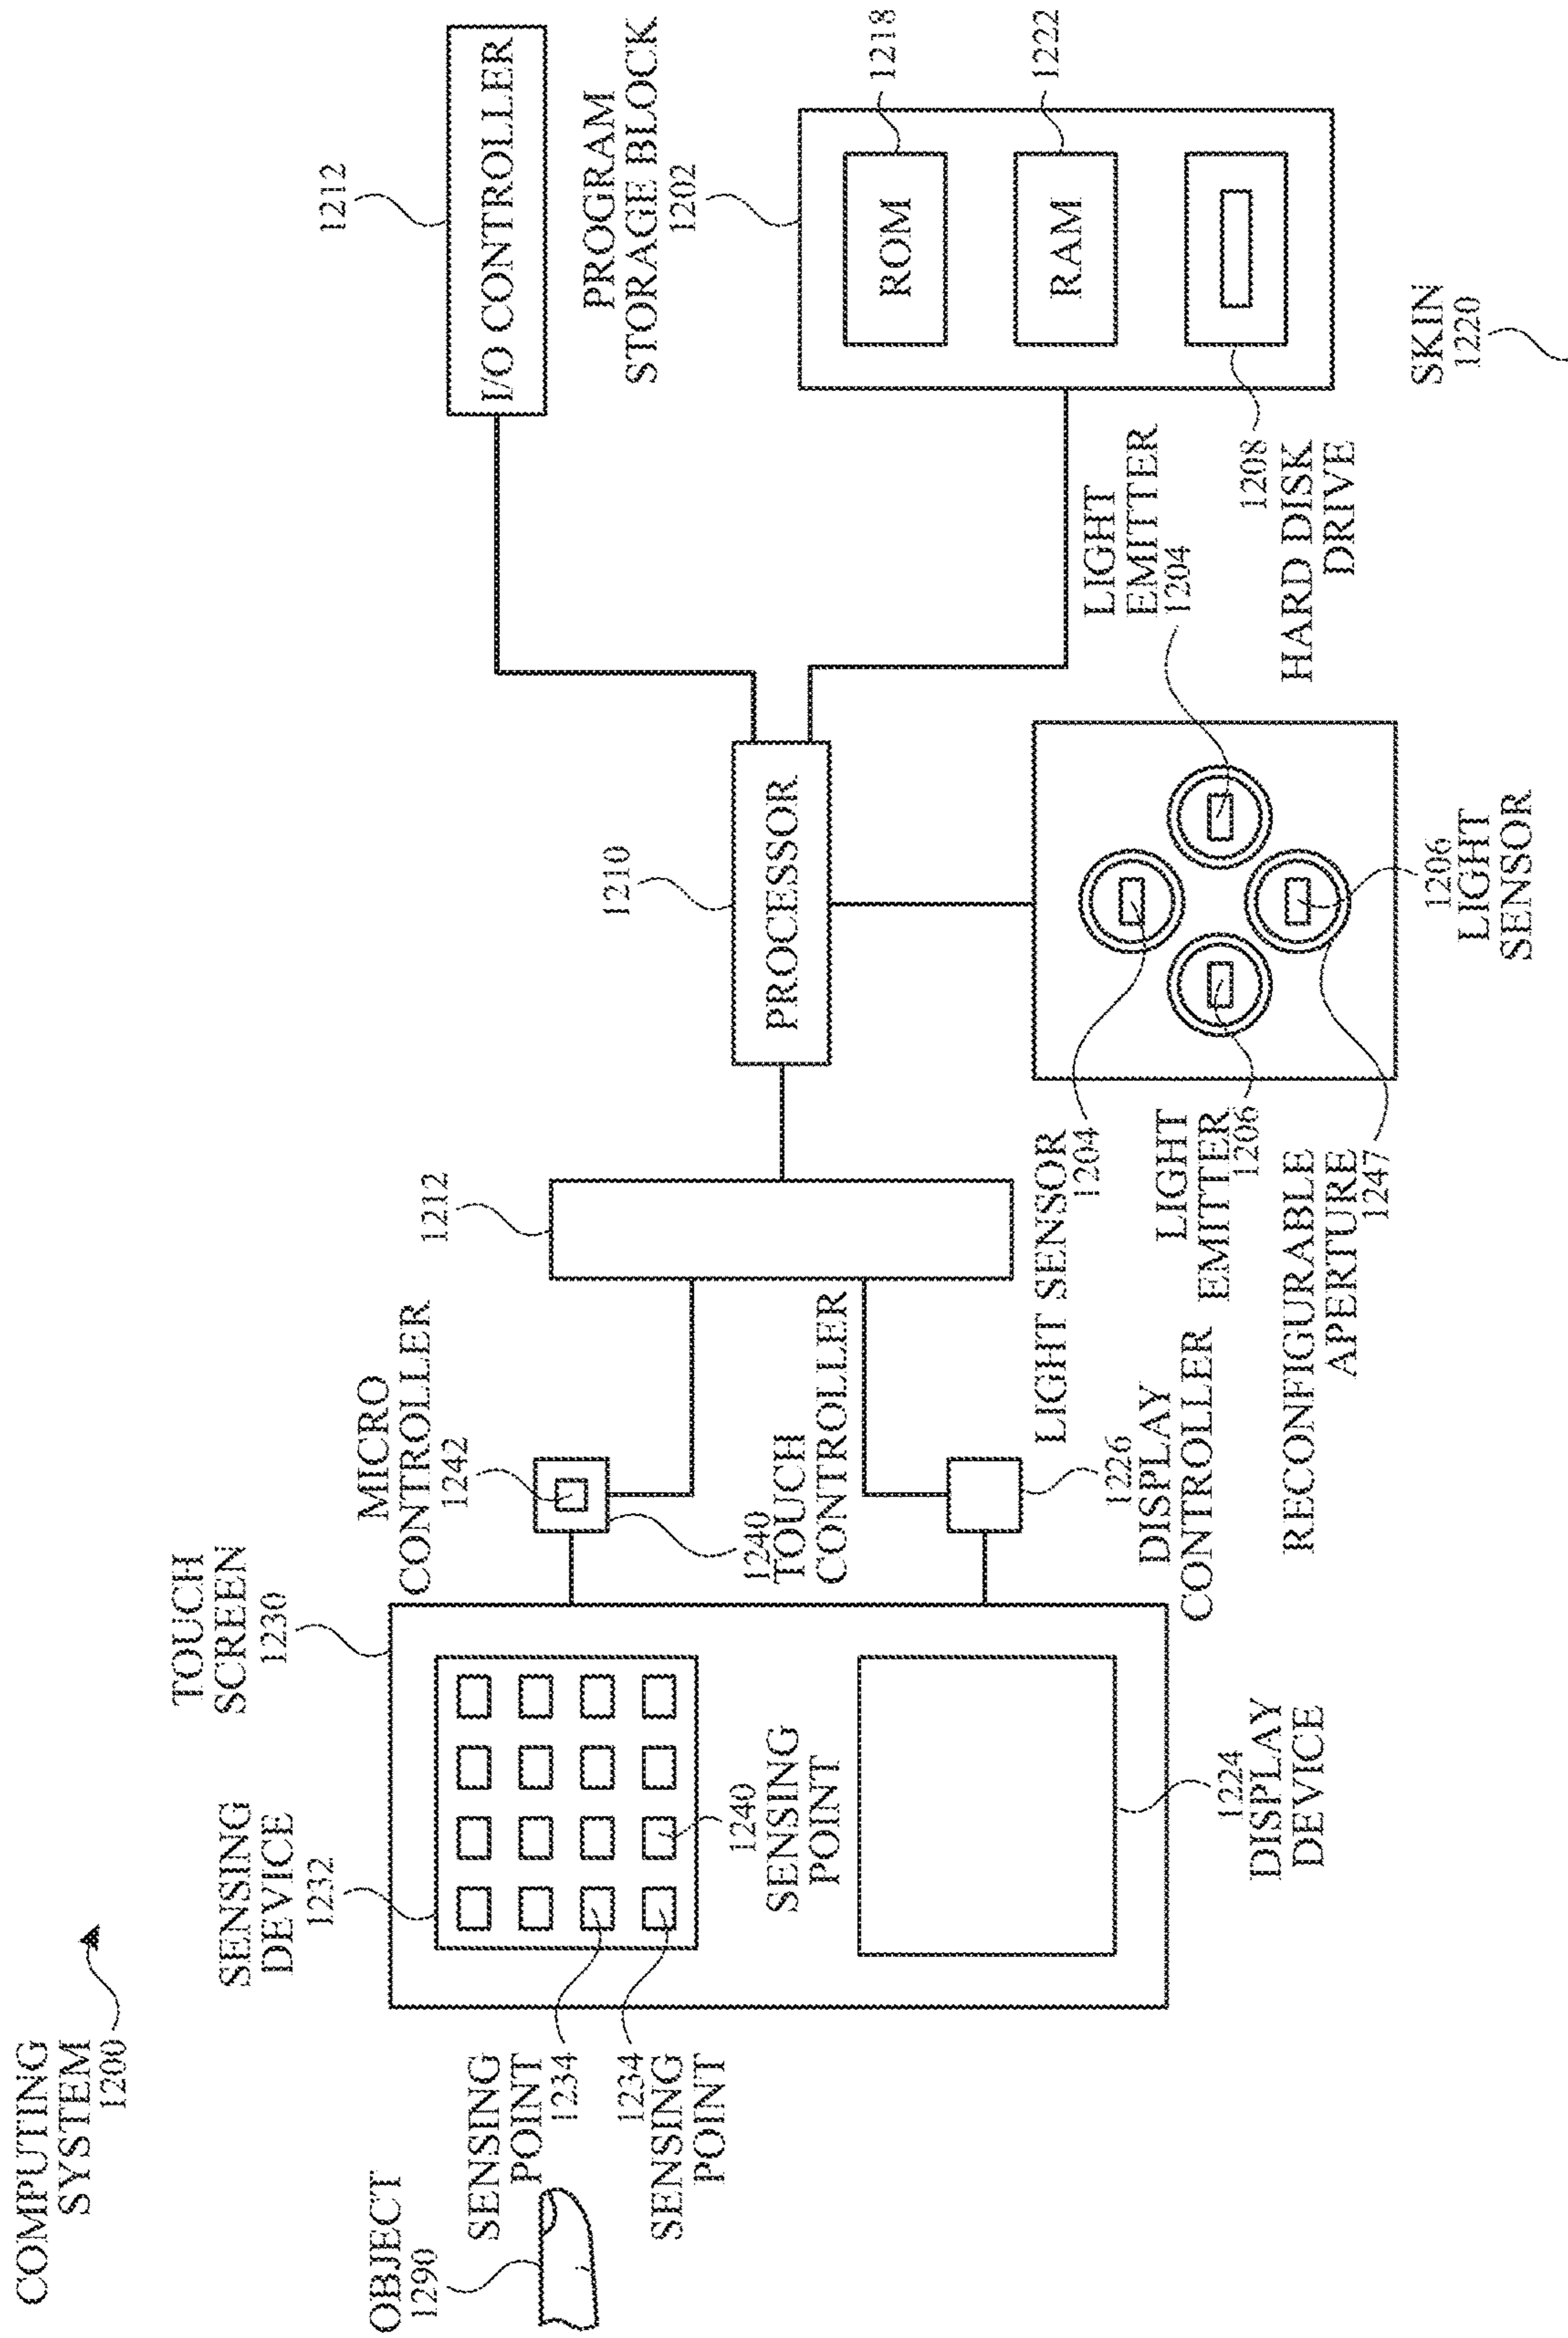 COMPUTING
SYSTEM
1200
OBJECT
1290
SENSING
DEVICE
1232
TOUCH
SCREEN
1230
SENSING
POINT
1234
1234
SENSING
POINT
1240
SENSING
POINT
1224
DISPLAY
DEVICE
MICRO
CONTROLLER
1242
1240
TOUCH
CONTROLLER
1226
DISPLAY
CONTROLLER
1212
1210
PROCESSOR
LIGHT SENSOR
1204
LIGHT
EMITTER
1206
RECONFIGURABLE
APERTURE
1247
1206
LIGHT
SENSOR
LIGHT
EMITTER
1204
1212
I/O CONTROLLER
PROGRAM
STORAGE BLOCK
1202
ROM
1218
RAM
1222
1208
HARD DISK
DRIVE
SKIN
1220